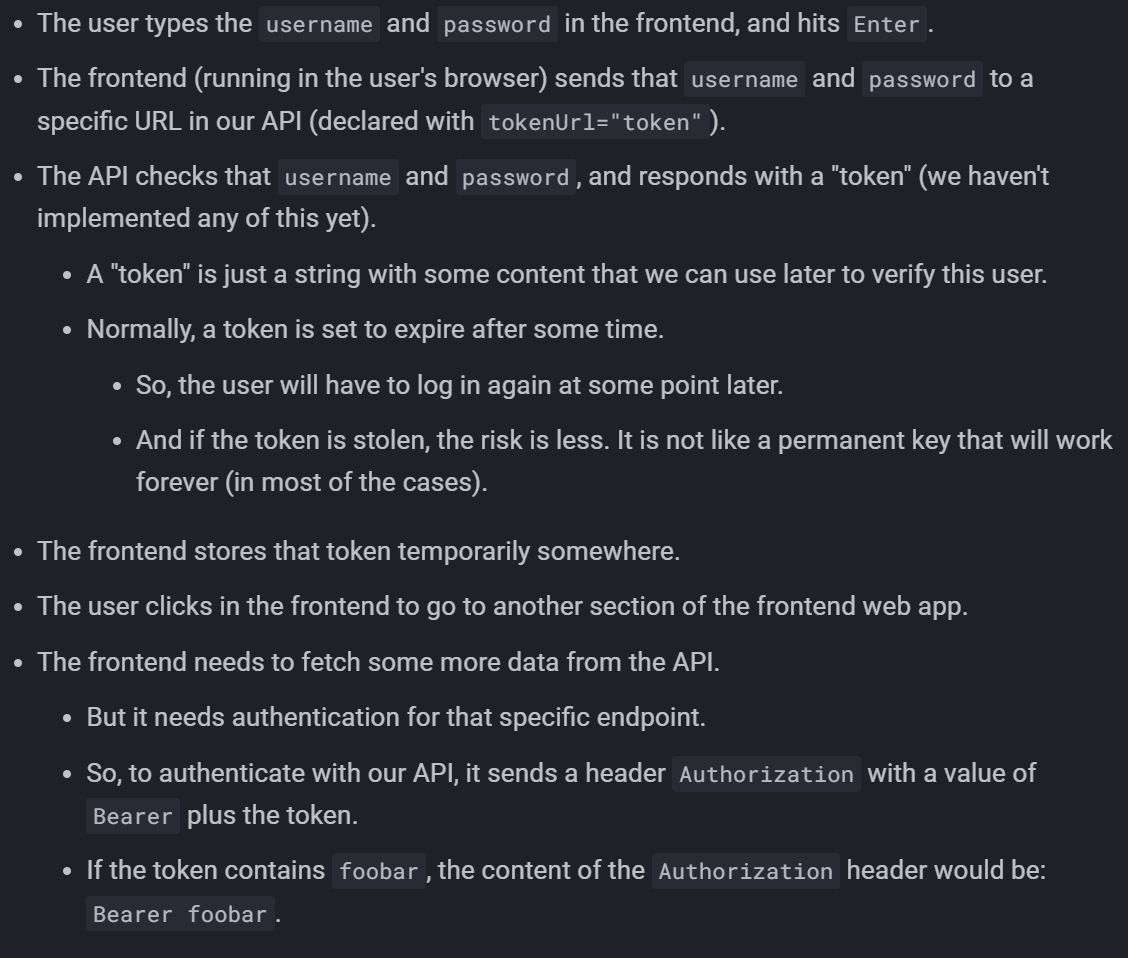 The user types the username and password in the frontend, and hits Enter.
The frontend (running in the user's browser) sends that username and password to a
specific URL in our API (declared with tokenUrl="token" ).
The API checks that username and password, and responds with a "token" (we haven't
implemented any of this yet).
A "token" is just a string with some content that we can use later to verify this user.
Normally, a token is set to expire after some time.
So, the user will have to log in again at some point later.
And if the token is stolen, the risk is less. It is not like a permanent key that will work
forever (in most of the cases).
The frontend stores that token temporarily somewhere.
The user clicks in the frontend to go to another section of the frontend web app.
The frontend needs to fetch some more data from the API.
But it needs authentication for that specific endpoint.
So, to authenticate with our API, it sends a header Authorization with a value of
Bearer plus the token.
If the token contains foobar, the content of the Authorization header would be:
Bearer foobar.